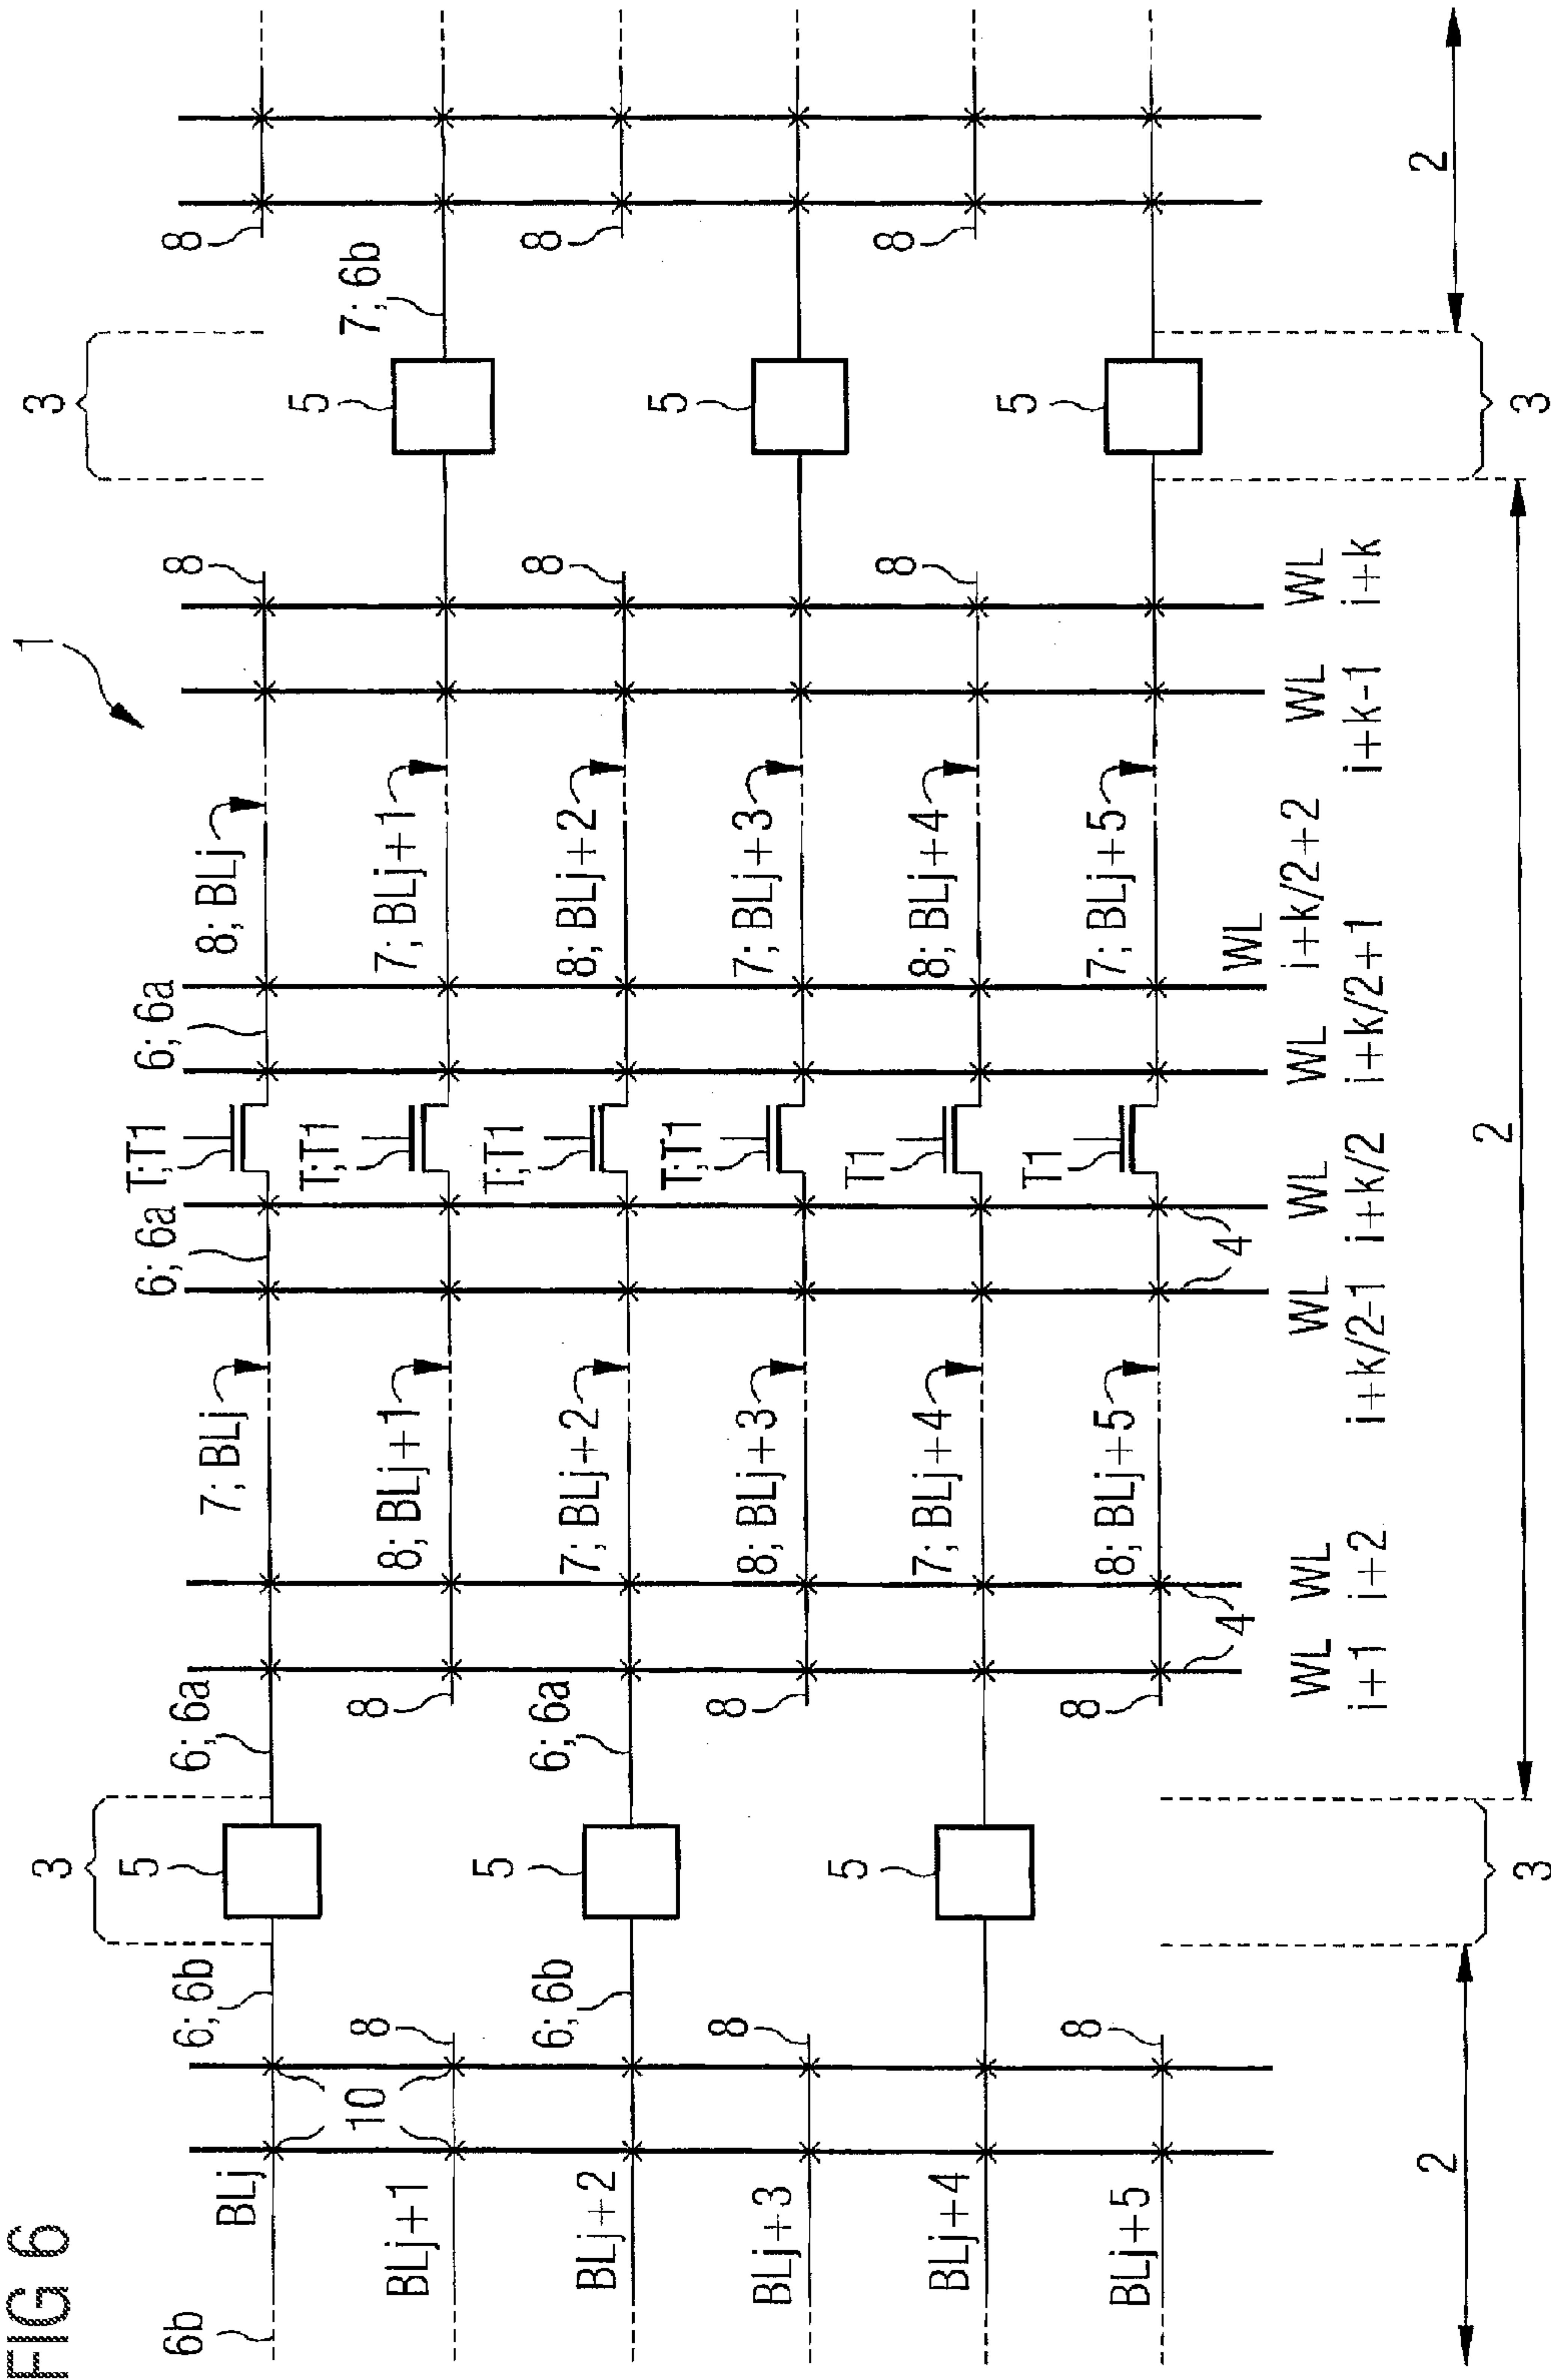 FIG 6
3
1
3
6b
BLj
6; 6b
5
6; 6a
7; BLj
6; 6a
T;T1
6; 6a
8; BLj
8
8
BLj+1
10
8
8
8; BLj+1
T;T1
7; BLj+1
5
7; 6b
BLj+2
6; 6b
5
6; 6a
7; BLj+2
T;T1
8; BLj+2
8
8
BLj+3
8
8
8; BLj+3
T;T1
7; BLj+3
5
BLj+4
5
7; BLj+4
T1
8; BLj+4
8
8
BLj+5
8
8
8; BLj+5
T1
7; BLj+5
5
4
4
WL
i+1
WL
i+2
WL
i+k/2-1
WL
i+k/2
WL
i+k/2+1
WL
i+k/2+2
WL
i+k-1
WL
i+k
2
2
2
3
3